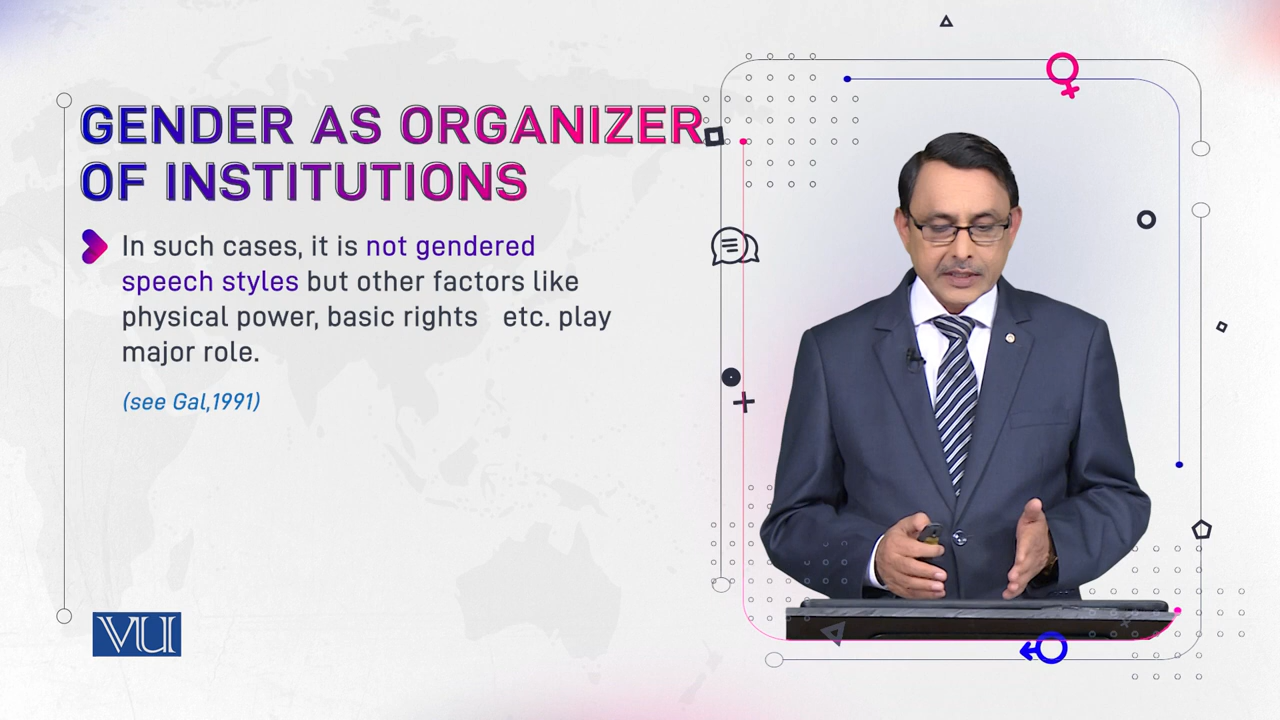 GENDER AS ORGANIZER
OF INSTITUTIONS
In such cases, it is not gendered
speech styles but other factors like
physical power, basic rights etc. play
major role.
(see Gal,1991)
VU